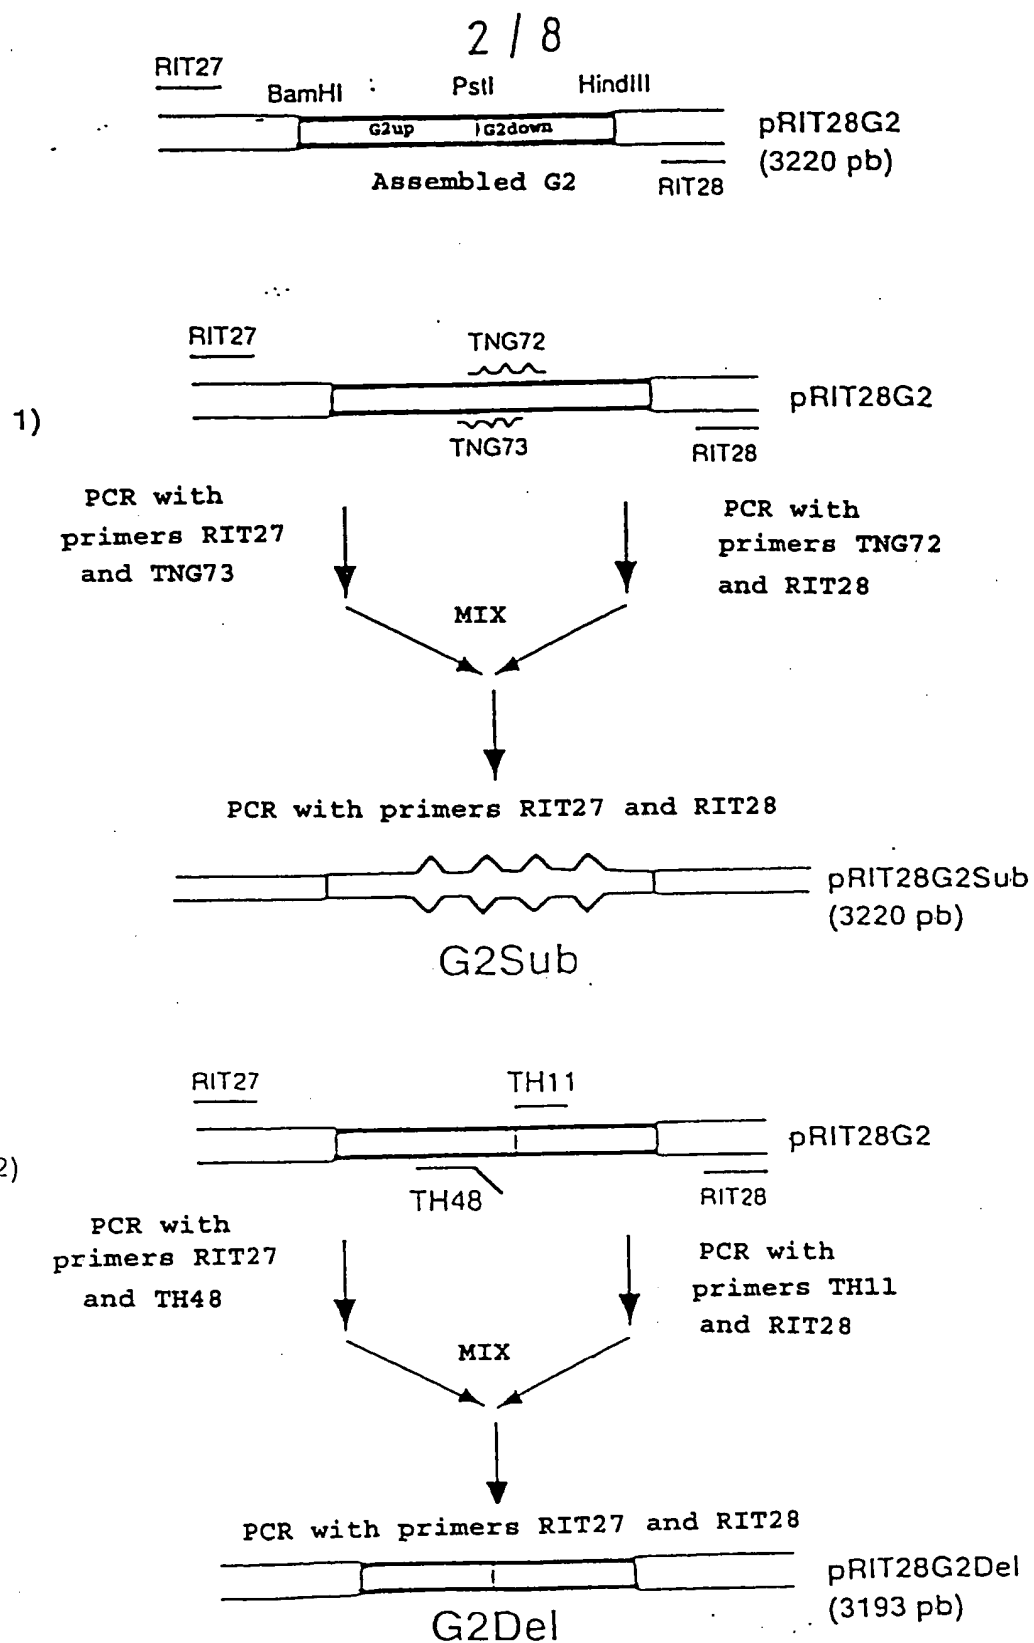 2/8
RIT27
BamHI
PstI
HindIII
G2up
G2down
pRIT28G2
(3220 pb)
Assembled G2
RIT28
1)
RIT27
TNG72
pRIT28G2
TNG73
RIT28
PCR with
primers RIT27
and TNG73
PCR with
primers TNG72
and RIT28
MIX
PCR with primers RIT27 and RIT28
pRIT28G2Sub
(3220 pb)
G2Sub
2)
RIT27
TH11
pRIT28G2
TH48
RIT28
PCR with
primers RIT27
and TH48
PCR with
primers TH11
and RIT28
MIX
PCR with primers RIT27 and RIT28
pRIT28G2Del
(3193 pb)
G2Del